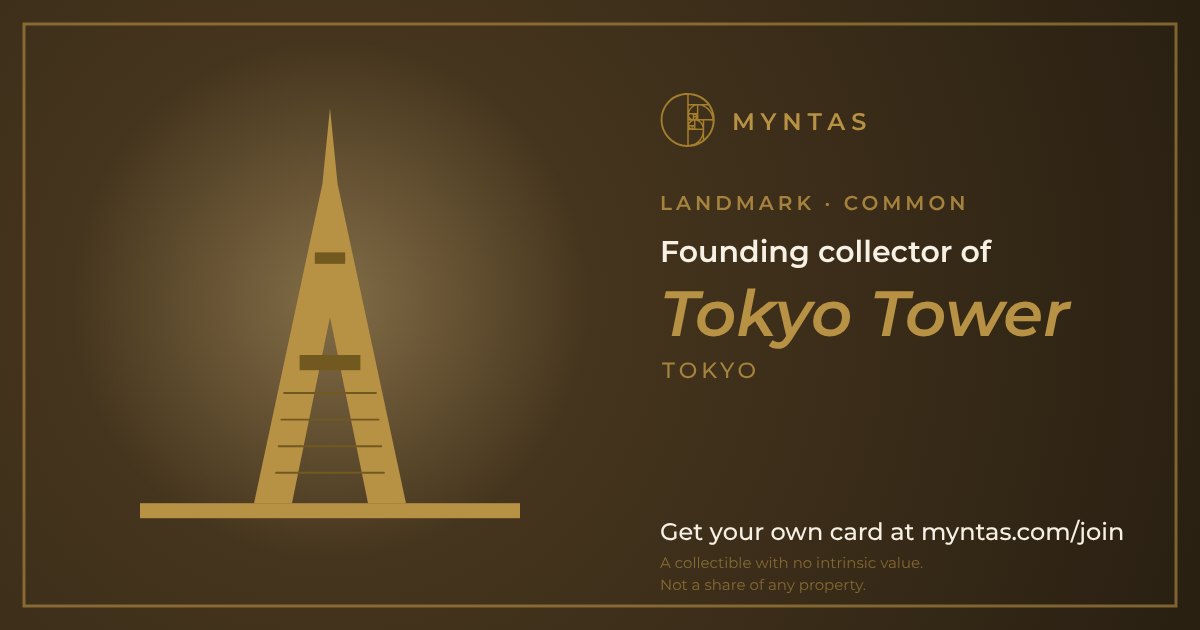 MYNTAS
LANDMARK · COMMON
Founding collector of
Tokyo Tower
TOKYO
Get your own card at myntas.com/join
A collectible with no intrinsic value.
Not a share of any property.